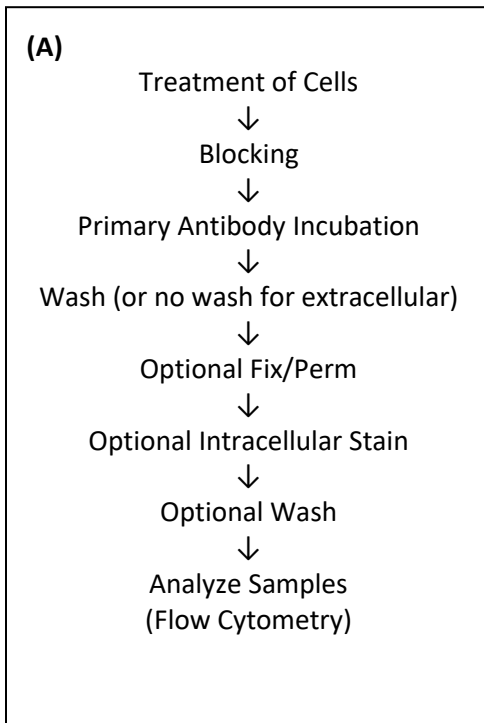 (A)
Treatment of Cells
↓
Blocking
↓
Primary Antibody Incubation
↓
Wash (or no wash for extracellular)
↓
Optional Fix/Perm
↓
Optional Intracellular Stain
↓
Optional Wash
↓
Analyze Samples
(Flow Cytometry)